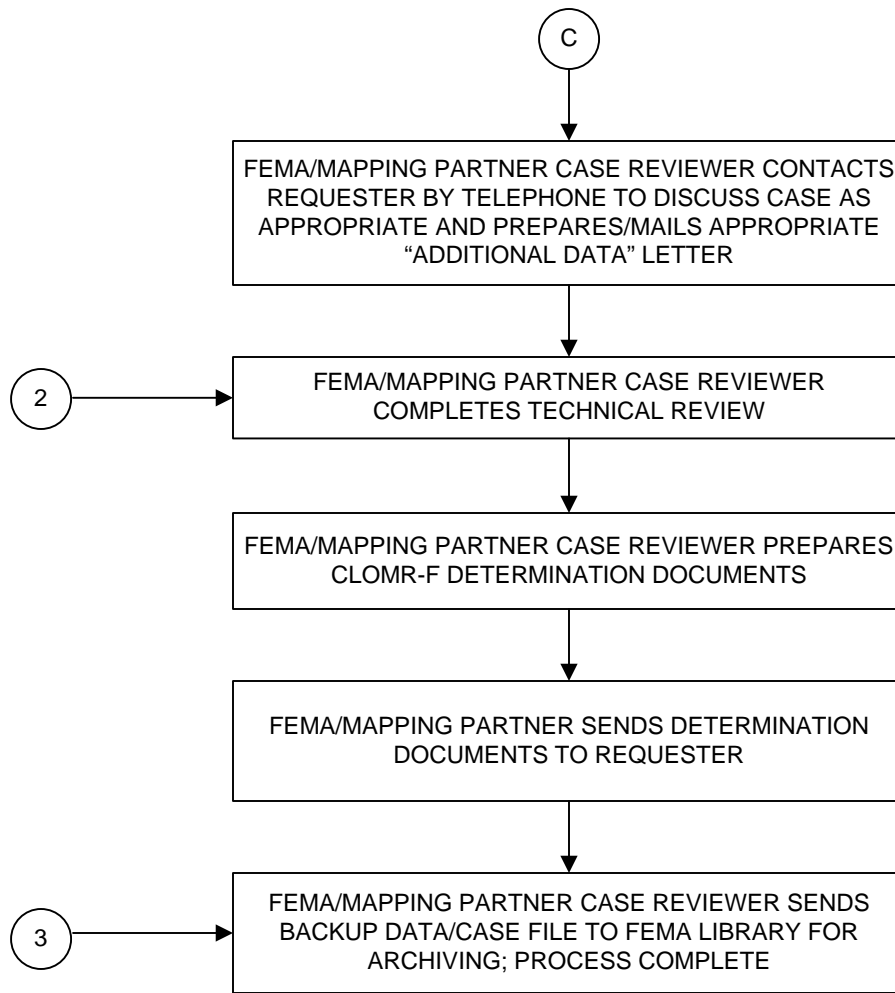 C
FEMA/MAPPING PARTNER CASE REVIEWER CONTACTS
REQUESTER BY TELEPHONE TO DISCUSS CASE AS
APPROPRIATE AND PREPARES/MAILS APPROPRIATE
“ADDITIONAL DATA” LETTER
2
FEMA/MAPPING PARTNER CASE REVIEWER
COMPLETES TECHNICAL REVIEW
FEMA/MAPPING PARTNER CASE REVIEWER PREPARES
CLOMR-F DETERMINATION DOCUMENTS
FEMA/MAPPING PARTNER SENDS DETERMINATION
DOCUMENTS TO REQUESTER
3
FEMA/MAPPING PARTNER CASE REVIEWER SENDS
BACKUP DATA/CASE FILE TO FEMA LIBRARY FOR
ARCHIVING; PROCESS COMPLETE